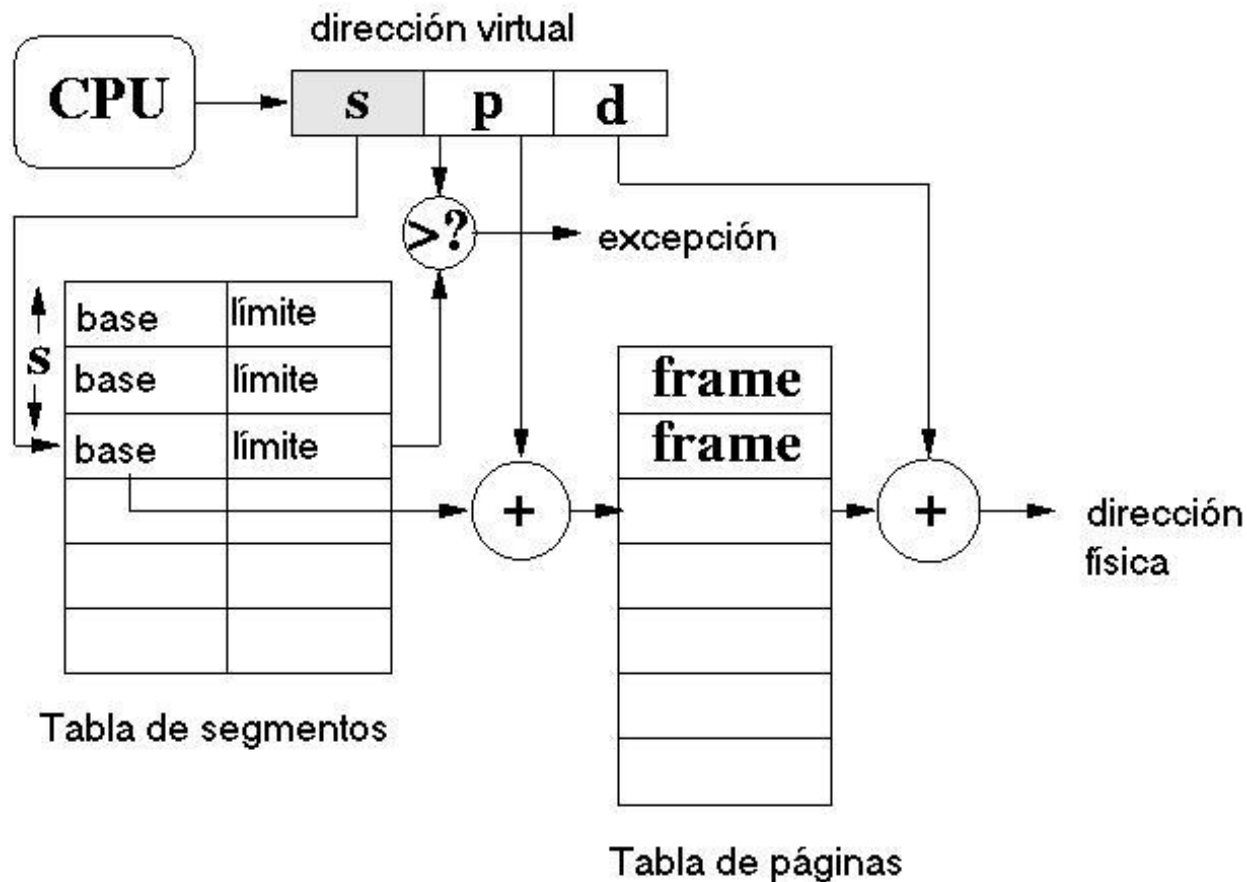 dirección virtual
CPU
s p d
>?
excepción
s
base límite
base límite
base límite
frame
frame
+
+
dirección
física
Tabla de segmentos
Tabla de páginas